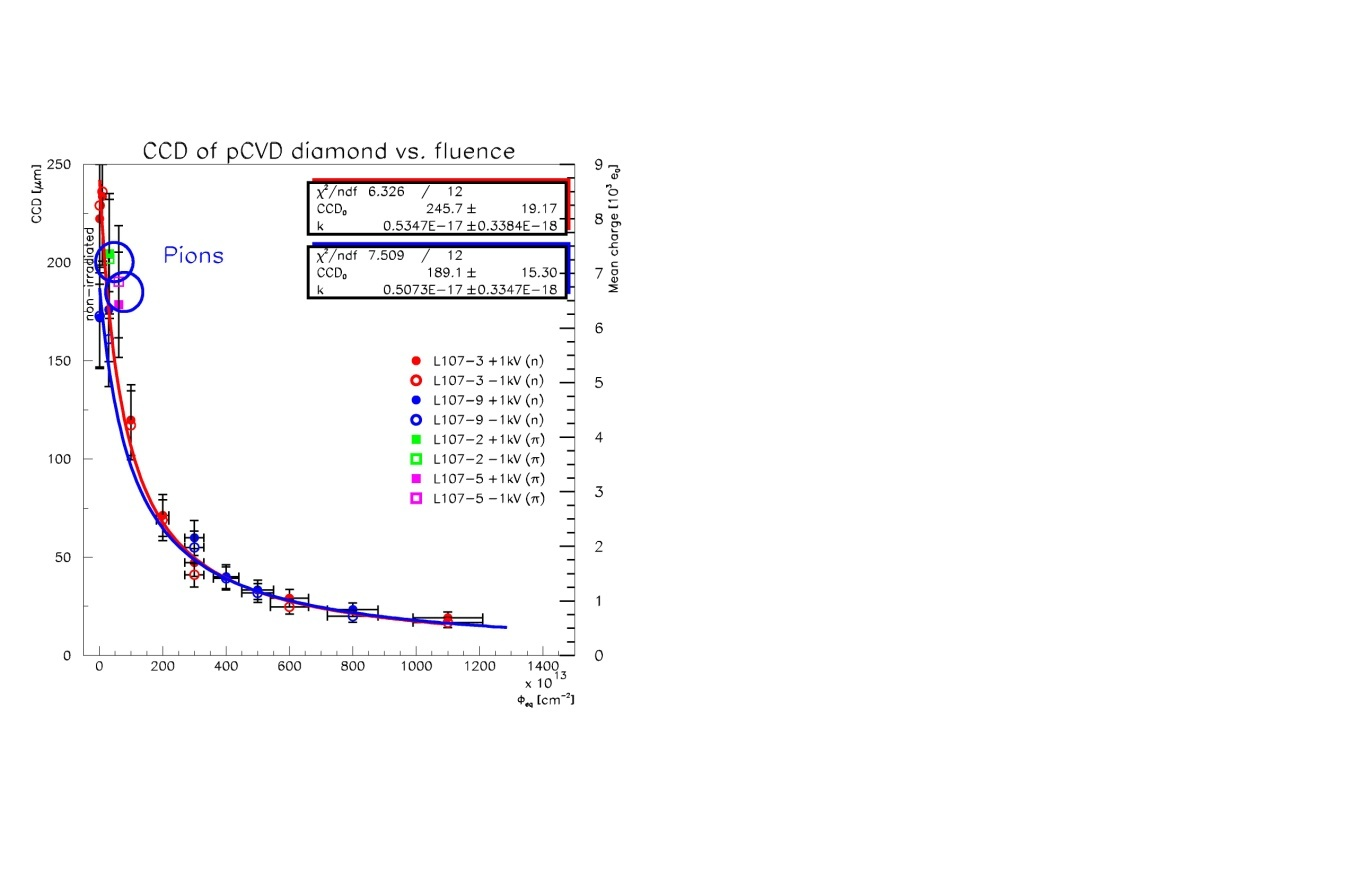 CCD of pCVD diamond vs. fluence
CCD [μm]
250
200
150
100
50
0
non-irradiated
Pions
χ²/ndf 6.326 / 12
CCD₀ 245.7 ± 19.17
k 0.5347E-17 ±0.3384E-18
χ²/ndf 7.509 / 12
CCD₀ 189.1 ± 15.30
k 0.5073E-17 ±0.3347E-18
L107-3 +1kV (n)
L107-3 -1kV (n)
L107-9 +1kV (n)
L107-9 -1kV (n)
L107-2 +1kV (π)
L107-2 -1kV (π)
L107-5 +1kV (π)
L107-5 -1kV (π)
9
8
7
6
5
4
3
2
1
0
Mean charge [10³ e₀]
0 200 400 600 800 1000 1200 1400
x 10¹³
ϕeq [cm⁻²]